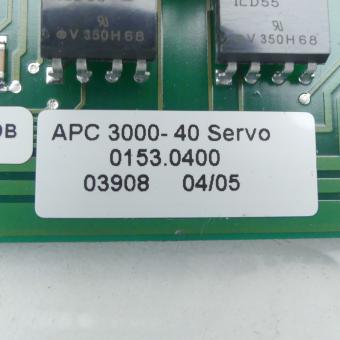 ILD55
V 350H68
V 350H68
APC 3000- 40 Servo
0153.0400
03908 04/05